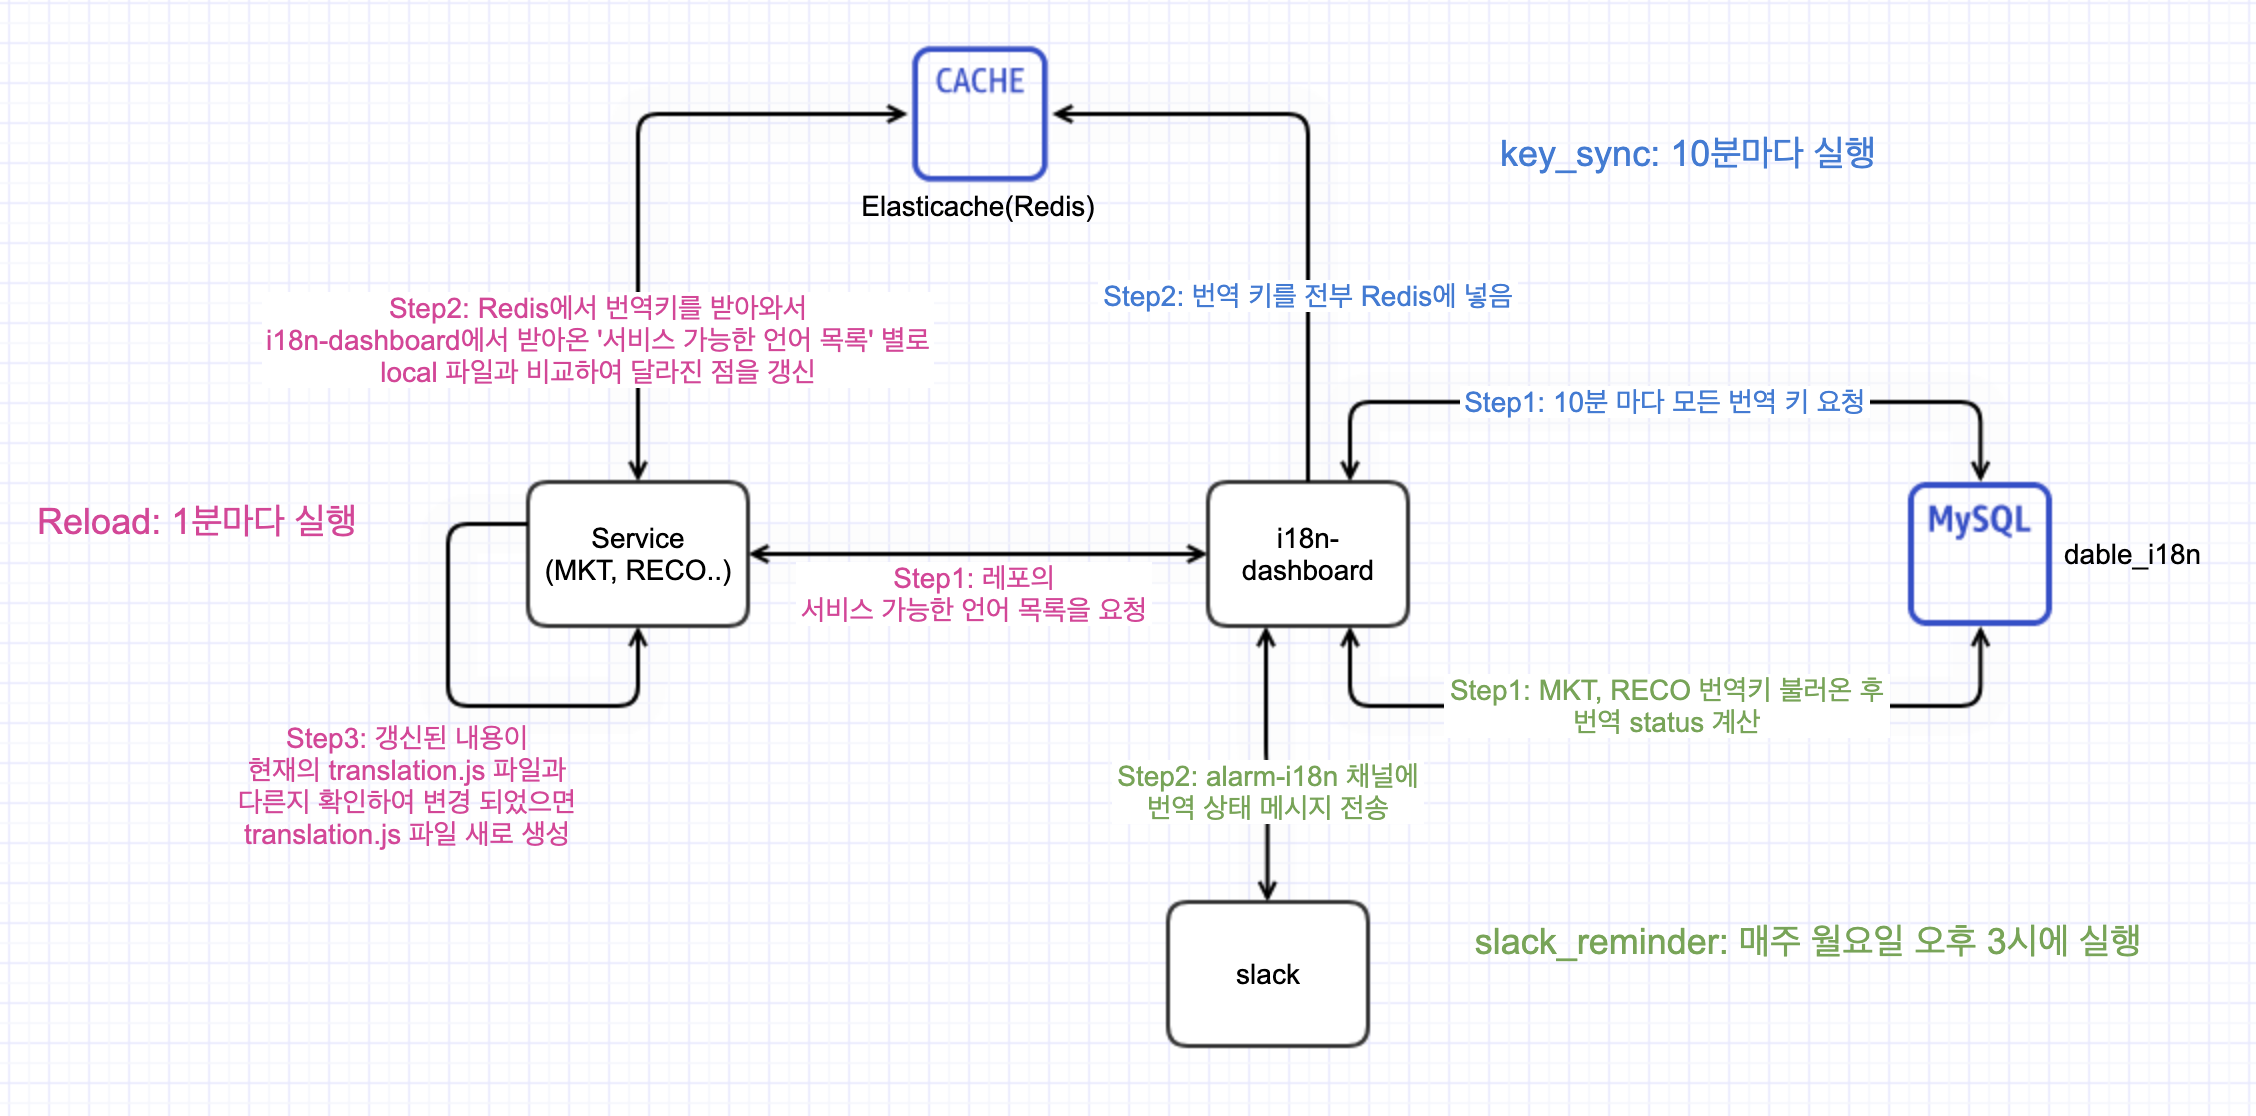 CACHE
Elasticache(Redis)
key_sync: 10분마다 실행
Step2: Redis에서 번역키를 받아와서
i18n-dashboard에서 받아온 '서비스 가능한 언어 목록' 별로
local 파일과 비교하여 달라진 점을 갱신
Step2: 번역 키를 전부 Redis에 넣음
Step1: 10분 마다 모든 번역 키 요청
Reload: 1분마다 실행
Service
(MKT, RECO..)
Step1: 레포의
서비스 가능한 언어 목록을 요청
i18n-
dashboard
MySQL
dable_i18n
Step3: 갱신된 내용이
현재의 translation.js 파일과
다른지 확인하여 변경 되었으면
translation.js 파일 새로 생성
Step1: MKT, RECO 번역키 불러온 후
번역 status 계산
Step2: alarm-i18n 채널에
번역 상태 메시지 전송
slack
slack_reminder: 매주 월요일 오후 3시에 실행